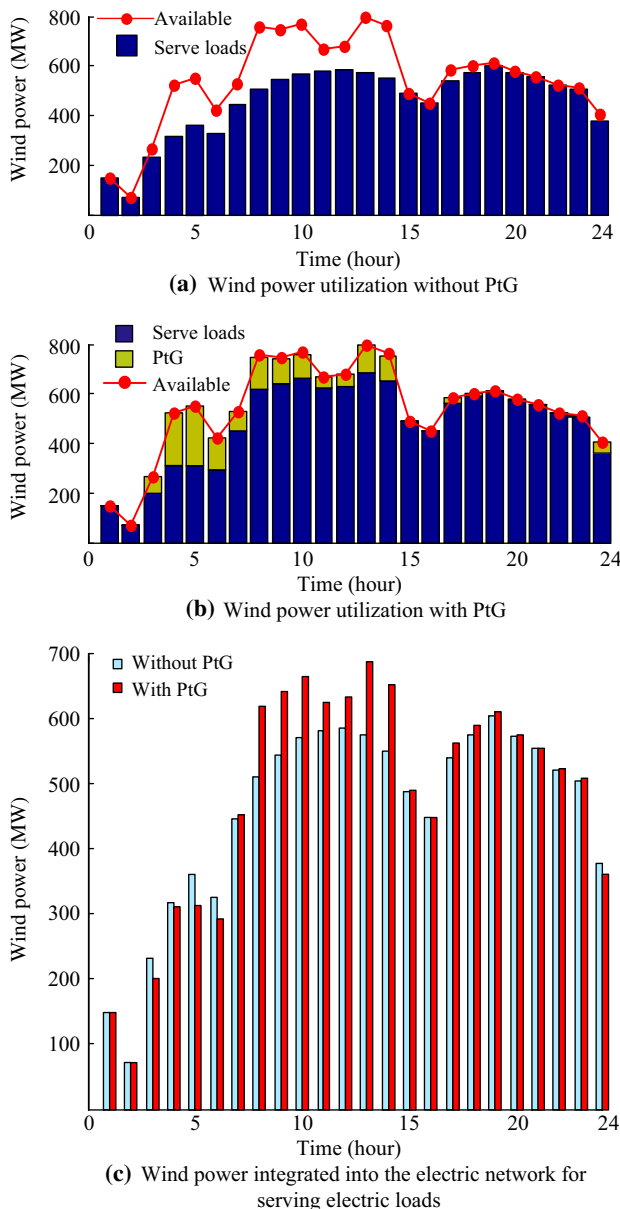 Wind power (MW)
800
600
400
200
Available
Serve loads
0
5
10
15
20
24
Time (hour)
(a) Wind power utilization without PtG
Serve loads
PtG
Available
Wind power (MW)
800
600
400
200
0
5
10
15
20
24
Time (hour)
(b) Wind power utilization with PtG
Wind power (MW)
700
600
500
400
300
200
100
Without PtG
With PtG
0
5
10
15
20
24
Time (hour)
(c) Wind power integrated into the electric network for
serving electric loads